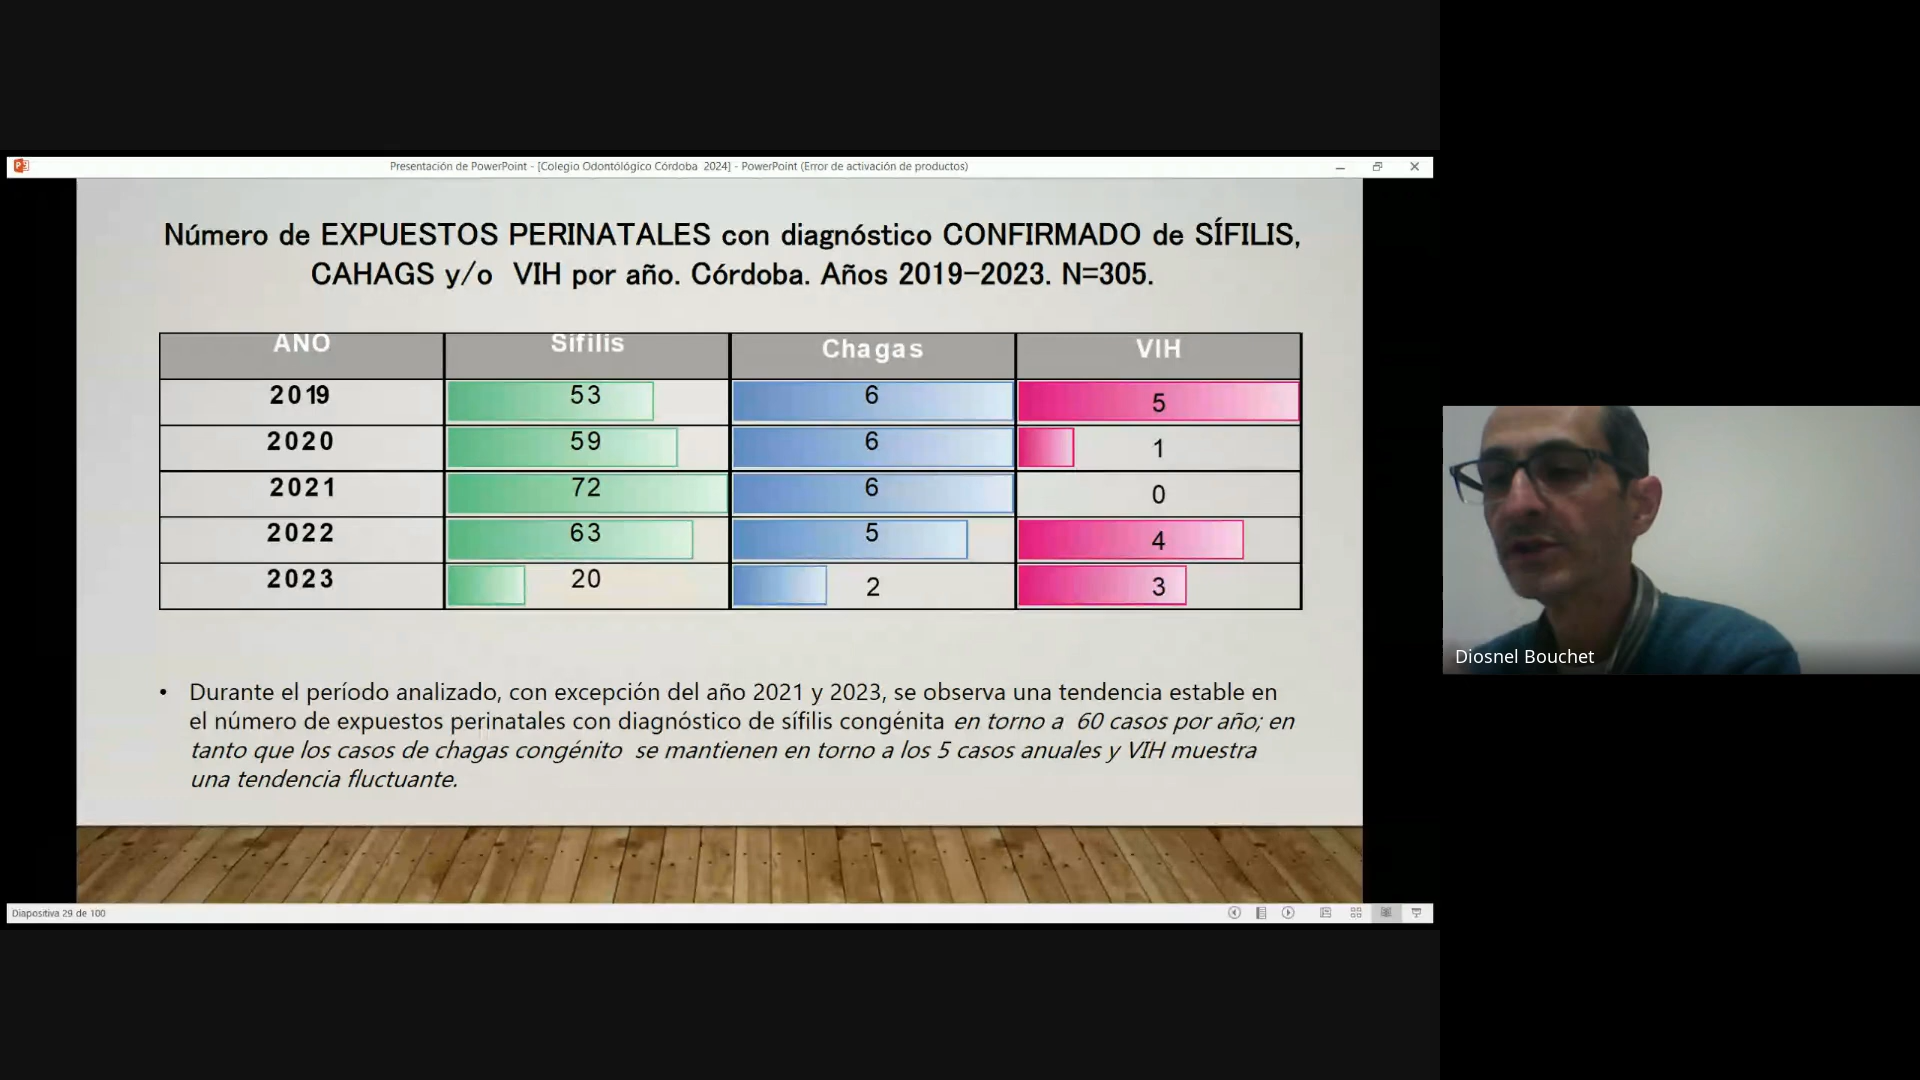 Presentación de PowerPoint - [Colegio Odontólógico Córdoba 2024] - PowerPoint (Error de activación de productos)
Número de EXPUESTOS PERINATALES con diagnóstico CONFIRMADO de SÍFILIS,
CAHAGS y/o VIH por año. Córdoba. Años 2019-2023. N=305.
AÑO Sífilis Chagas VIH
2019 53 6 5
2020 59 6 1
2021 72 6 0
2022 63 5 4
2023 20 2 3
• Durante el período analizado, con excepción del año 2021 y 2023, se observa una tendencia estable en
el número de expuestos perinatales con diagnóstico de sífilis congénita en torno a 60 casos por año; en
tanto que los casos de chagas congénito se mantienen en torno a los 5 casos anuales y VIH muestra
una tendencia fluctuante.
Diapositiva 29 de 100
Diosnel Bouchet